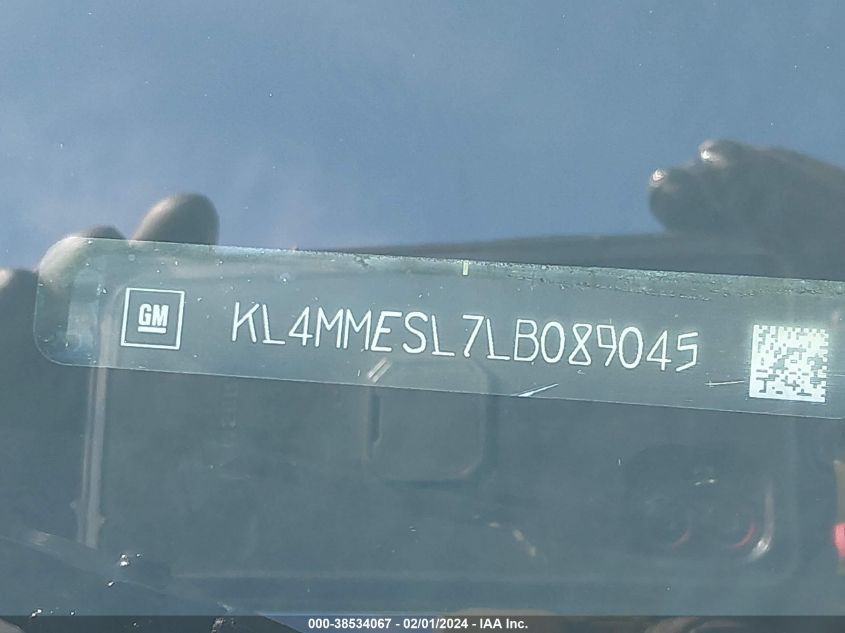 GM
KL4MMESL7LB089045
000-38534067 - 02/01/2024 - IAA Inc.